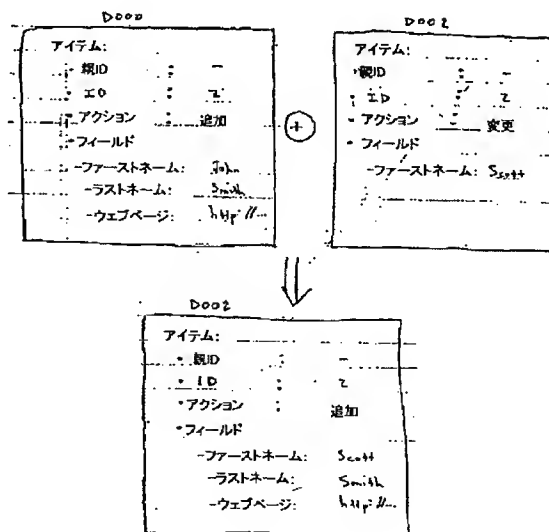 D000
アイテム:
・親ID : -
・ID : 2
・アクション : 追加
・フィールド
-ファーストネーム: John
-ラストネーム: Smith
-ウェブページ: http://...
+
D002
アイテム:
・親ID : -
・ID : 2
・アクション : 変更
・フィールド
-ファーストネーム: Scott
D002
アイテム:
・親ID : -
・ID : 2
・アクション : 追加
・フィールド
-ファーストネーム: Scott
-ラストネーム: Smith
-ウェブページ: http://...